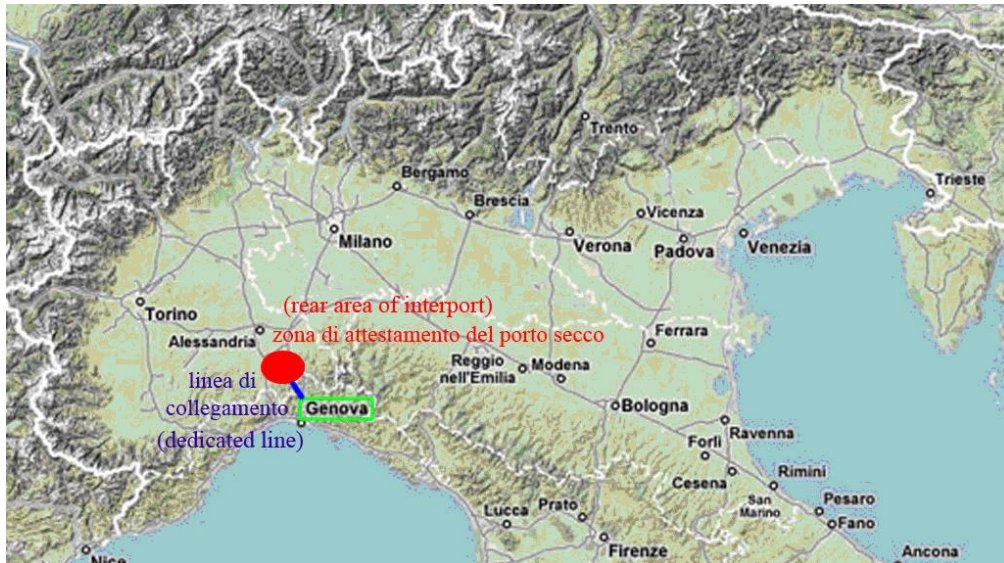 Trento
Bergamo
Brescia
Vicenza
Trieste
Milano
Verona
Padova
Venezia
(rear area of interport)
Torino
zona di attestamento del porto secco
Alessandria
Ferrara
Reggio
nell'Emilia
Modena
linea di
collegamento
Genova
Bologna
(dedicated line)
Ravenna
Forlì
Cesena
Rimini
San
Marino
Lucca
Prato
Pesaro
Fano
Firenze
Ancona
Nice